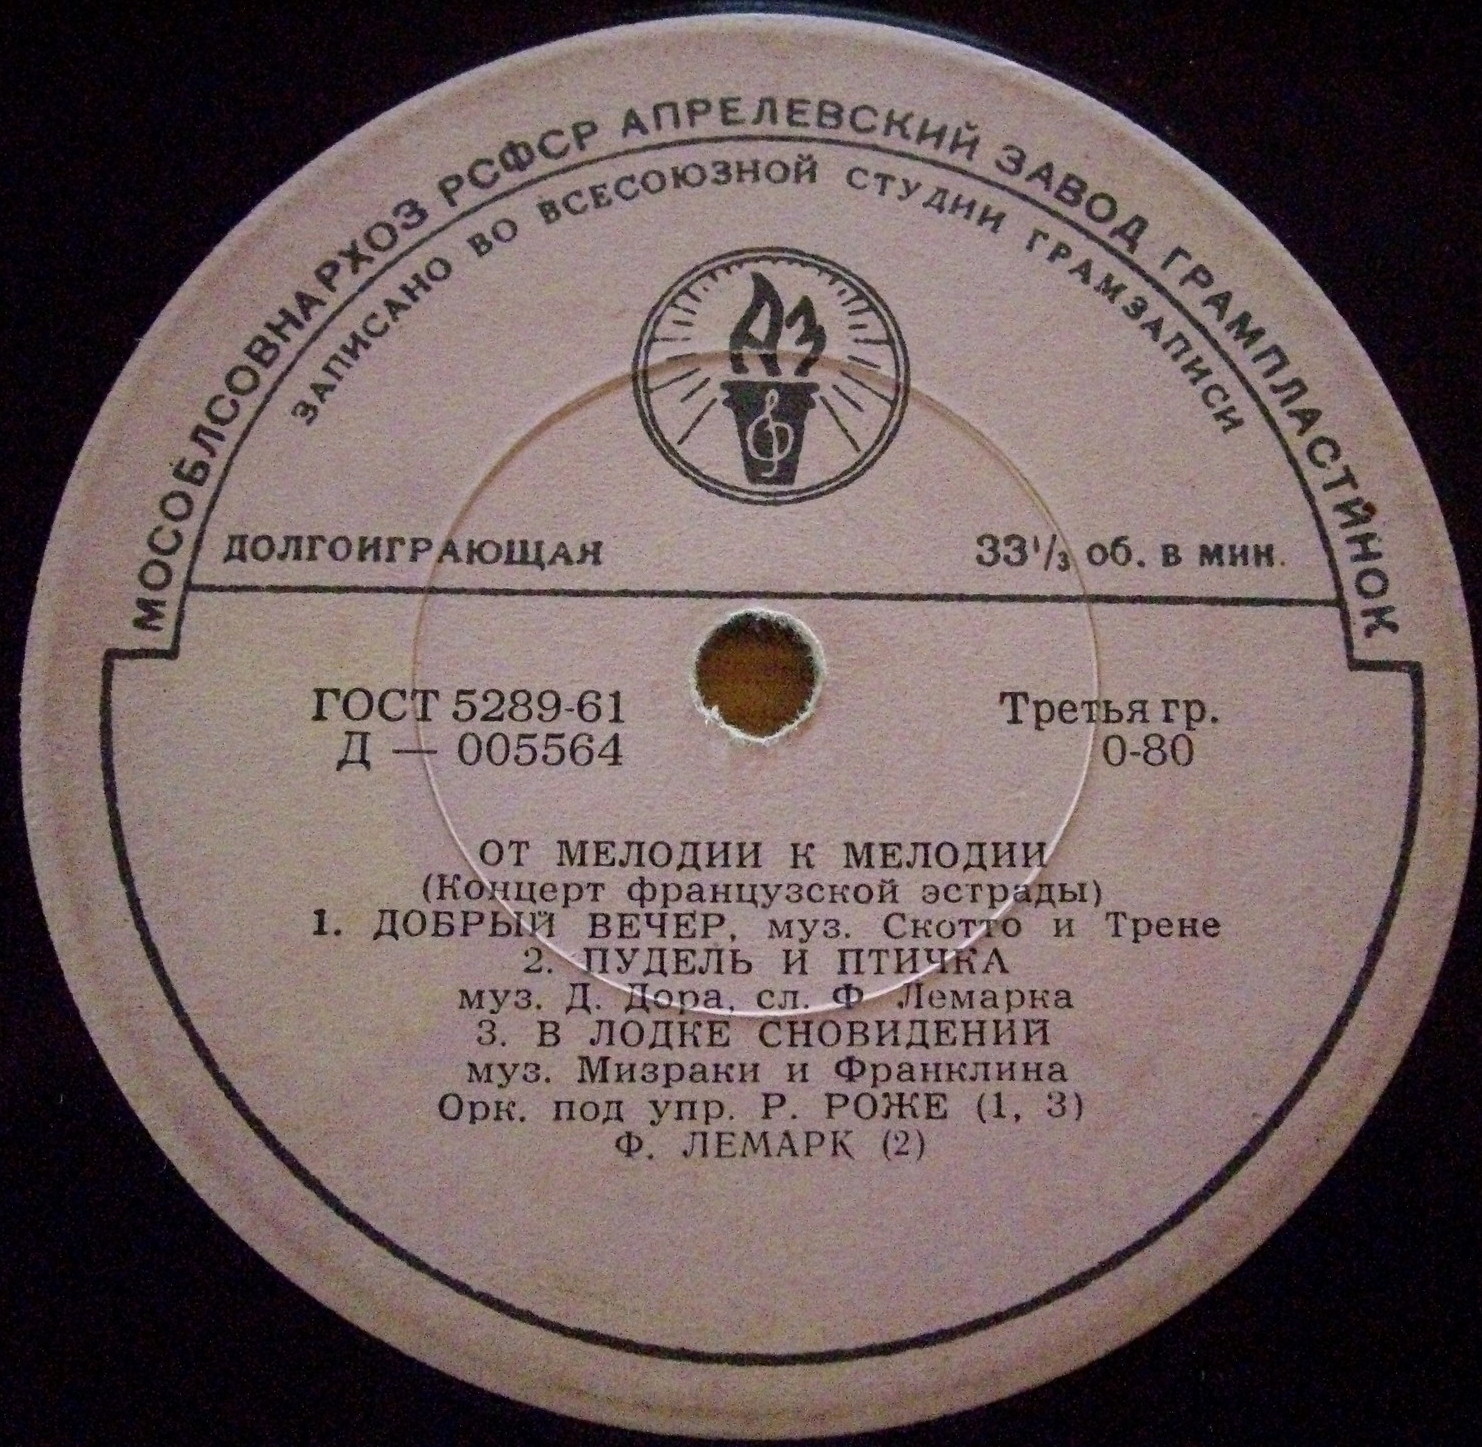 МОСОБЛСОВНАРХОЗ РСФСР АПРЕЛЕВСКИЙ ЗАВОД ГРАМПЛАСТИНОК
ЗАПИСАНО ВО ВСЕСОЮЗНОЙ СТУДИИ ГРАМЗАПИСИ
АЗ
ДОЛГОИГРАЮЩАЯ 33⅓ об. в мин.
ГОСТ 5289-61 Третья гр.
Д — 005564 0-80
ОТ МЕЛОДИИ К МЕЛОДИИ
(Концерт французской эстрады)
1. ДОБРЫЙ ВЕЧЕР, муз. Скотто и Трене
2. ПУДЕЛЬ И ПТИЧКА
муз. Д. Дора, сл. Ф Лемарка
3. В ЛОДКЕ СНОВИДЕНИЙ
муз. Мизраки и Франклина
Орк. под упр. Р. РОЖЕ (1, 3)
Ф. ЛЕМАРК (2)